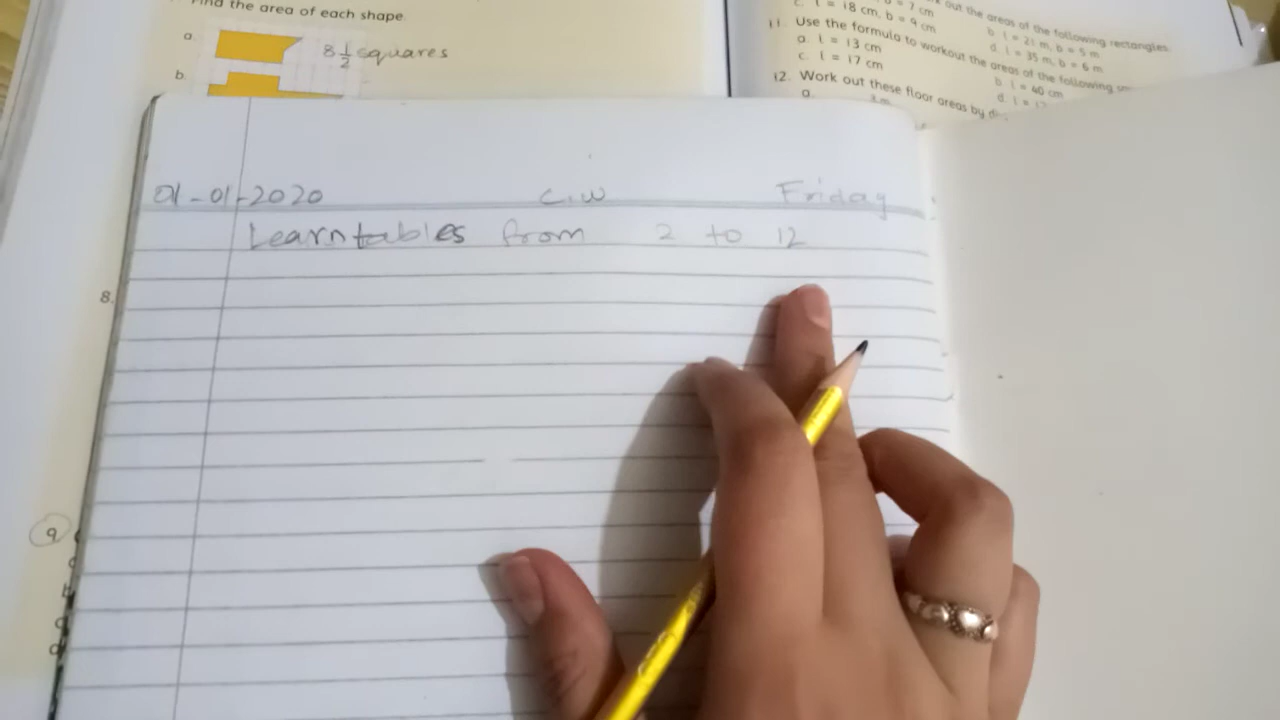 Find the area of each shape.
a.
8 1/2 squares
b.
c. l = 18 cm, b = 9 cm
out the areas of the following rectangles.
b. l = 21 m, b = 5 m
d. l = 35 m, b = 6 m
11. Use the formula to workout the areas of the following
a. l = 13 cm
b. l = 40 cm
c. l = 17 cm
12. Work out these floor areas by
a.
01-01-2020 C.W Friday
Learn tables from 2 to 12
8.
9